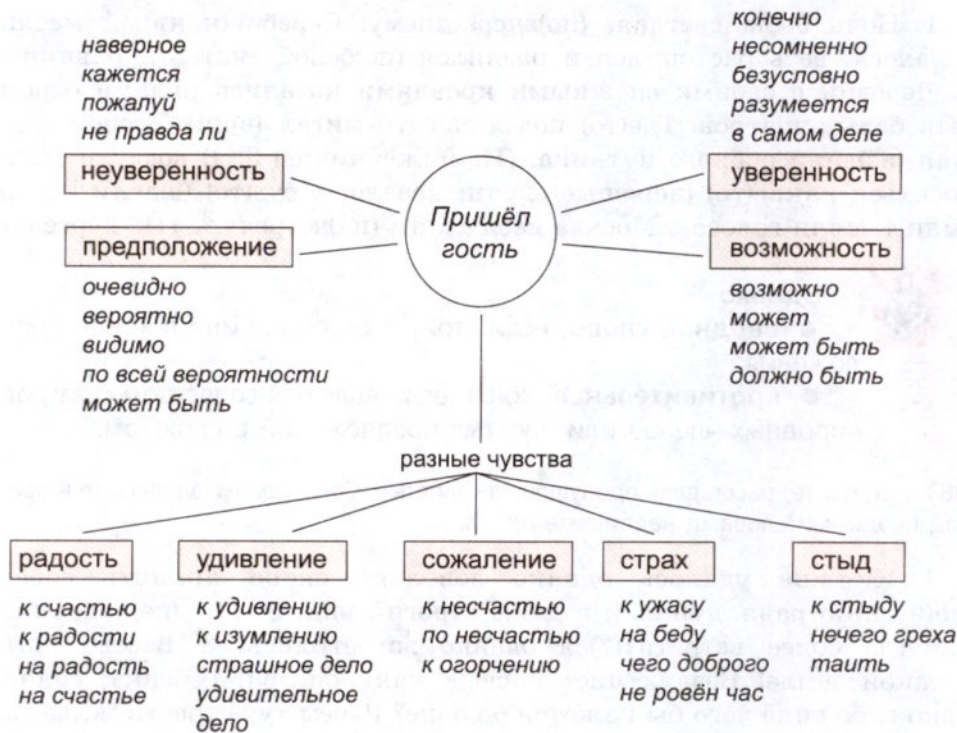 наверное
кажется
пожалуй
не правда ли
неуверенность
предположение
очевидно
вероятно
видимо
по всей вероятности
может быть
Пришёл
гость
конечно
несомненно
безусловно
разумеется
в самом деле
уверенность
возможность
возможно
может
может быть
должно быть
разные чувства
радость
к счастью
к радости
на радость
на счастье
удивление
к удивлению
к изумлению
страшное дело
удивительное
дело
сожаление
к несчастью
по несчастью
к огорчению
страх
к ужасу
на беду
чего доброго
не ровён час
стыд
к стыду
нечего греха
таить